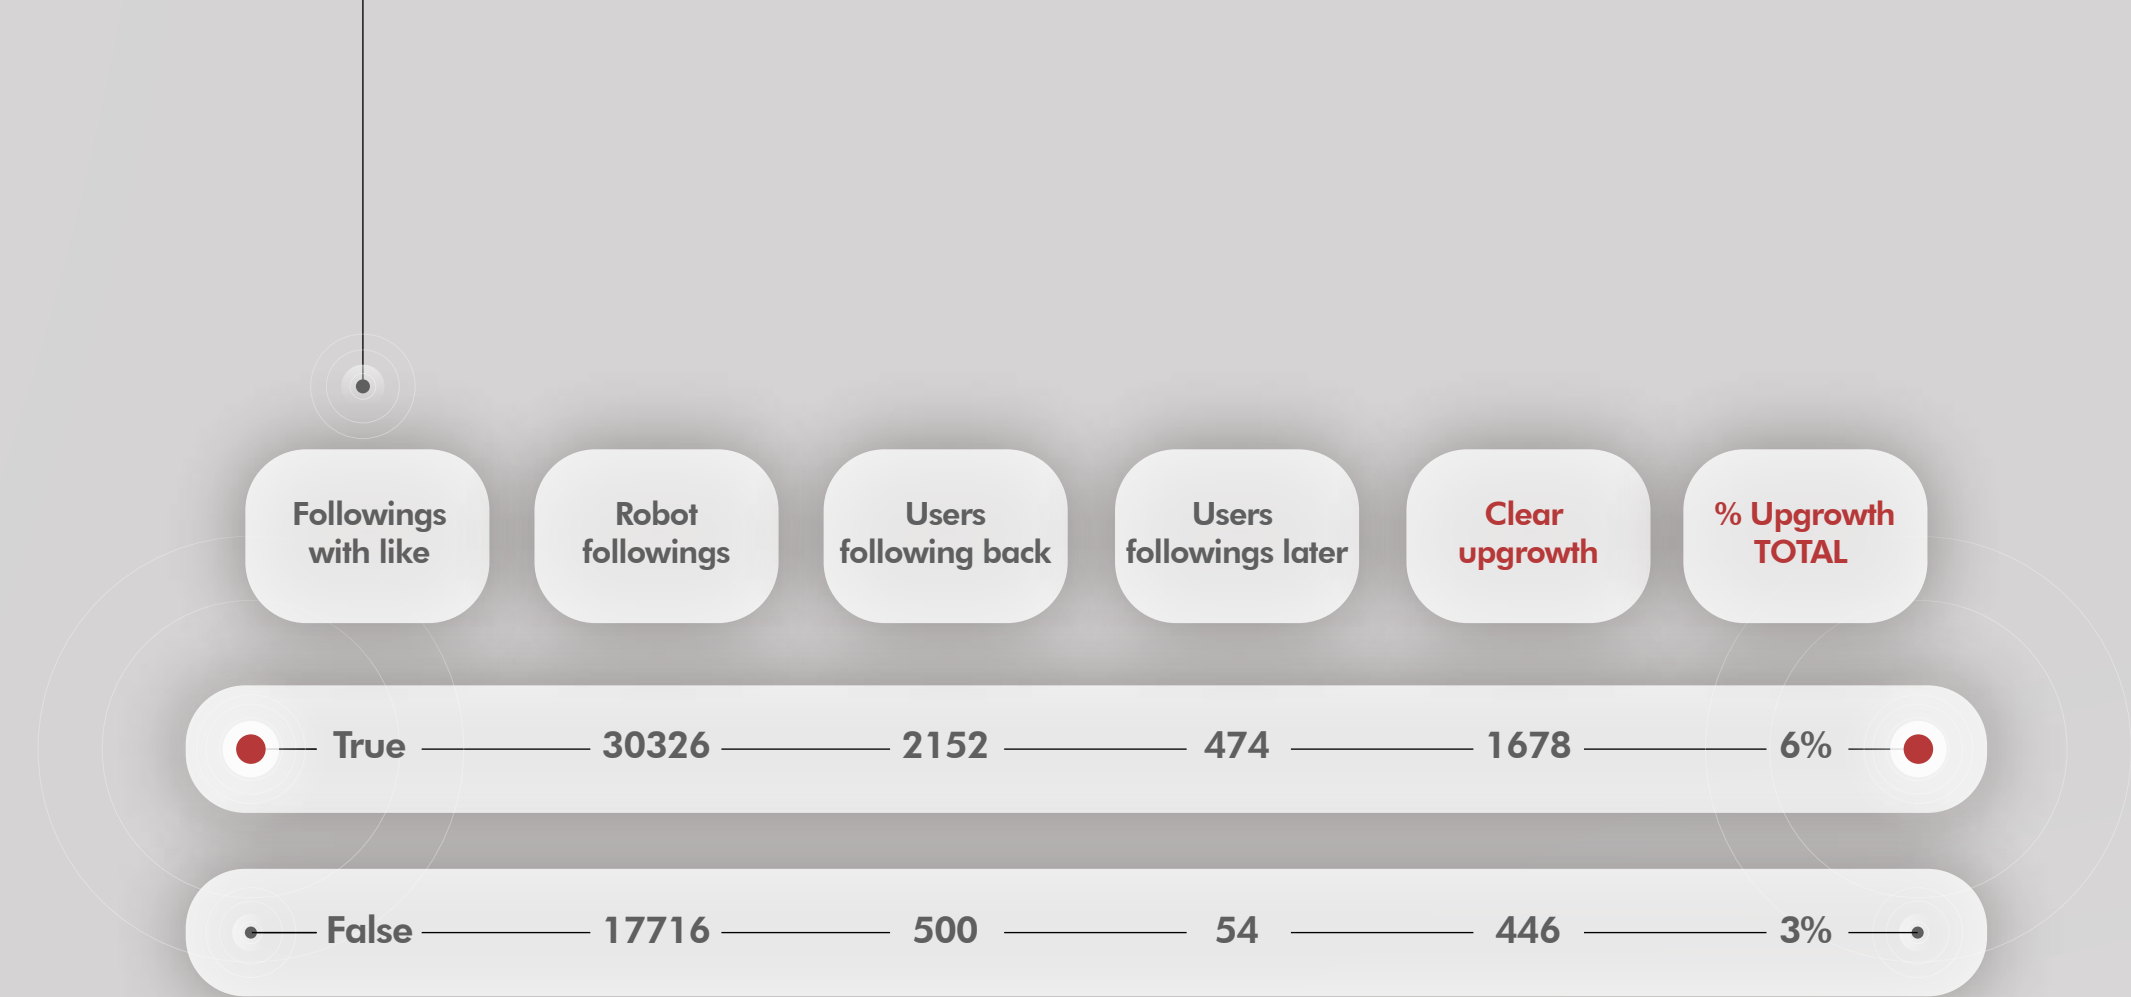 Followings
with like
Robot
followings
Users
following back
Users
followings later
Clear
upgrowth
% Upgrowth
TOTAL
True 30326 2152 474 1678 6%
False 17716 500 54 446 3%